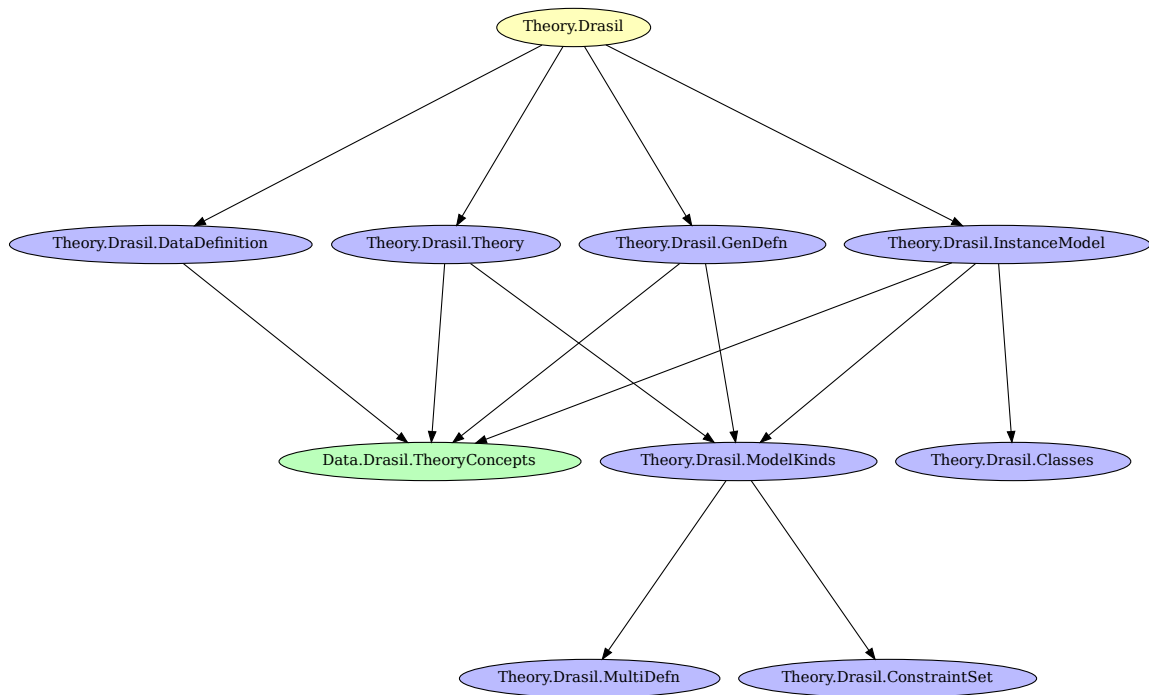 Theory.Drasil
Theory.Drasil.DataDefinition
Theory.Drasil.Theory
Theory.Drasil.GenDefn
Theory.Drasil.InstanceModel
Data.Drasil.TheoryConcepts
Theory.Drasil.ModelKinds
Theory.Drasil.Classes
Theory.Drasil.MultiDefn
Theory.Drasil.ConstraintSet